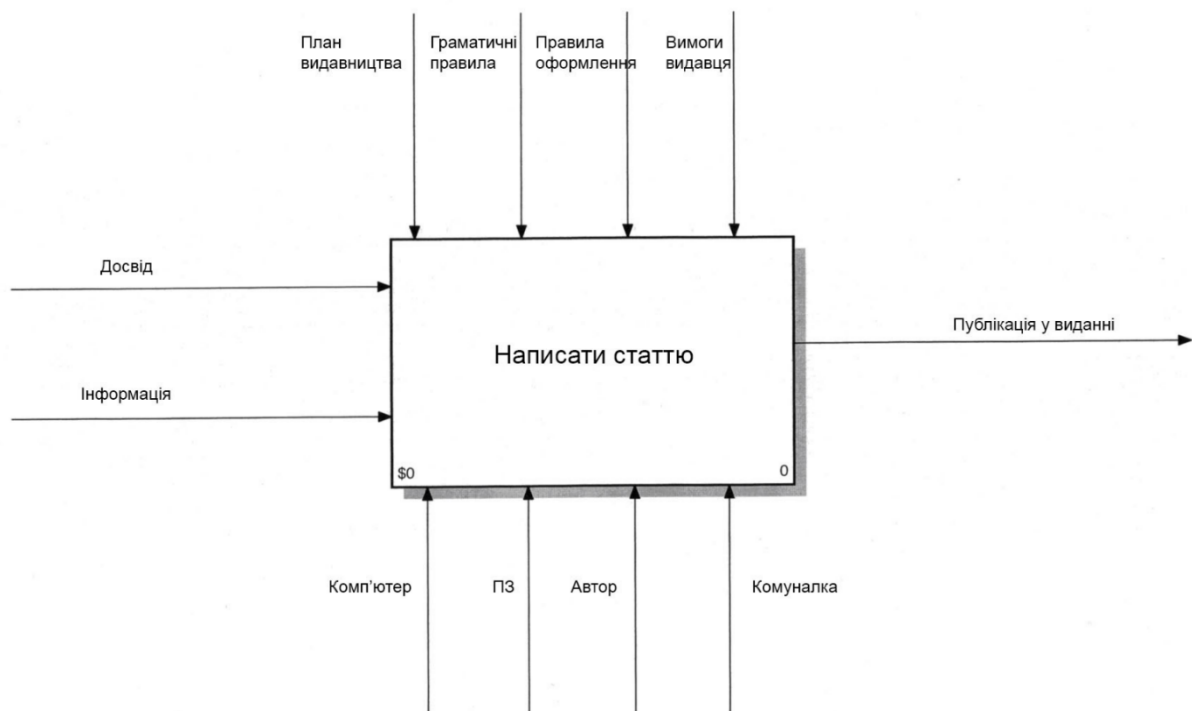 План
видавництва
Граматичні
правила
Правила
оформлення
Вимоги
видавця
Досвід
Публікація у виданні
Написати статтю
Інформація
$0
0
Комп’ютер
ПЗ
Автор
Комуналка